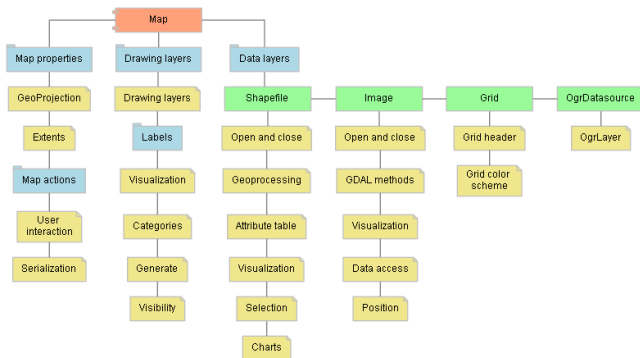 Map
Map properties
Drawing layers
Data layers
GeoProjection
Drawing layers
Shapefile
Image
Grid
OgrDatasource
Extents
Labels
Open and close
Open and close
Grid header
OgrLayer
Map actions
Visualization
Geoprocessing
GDAL methods
Grid color
scheme
User
interaction
Categories
Attribute table
Visualization
Serialization
Generate
Visualization
Data access
Visibility
Selection
Position
Charts